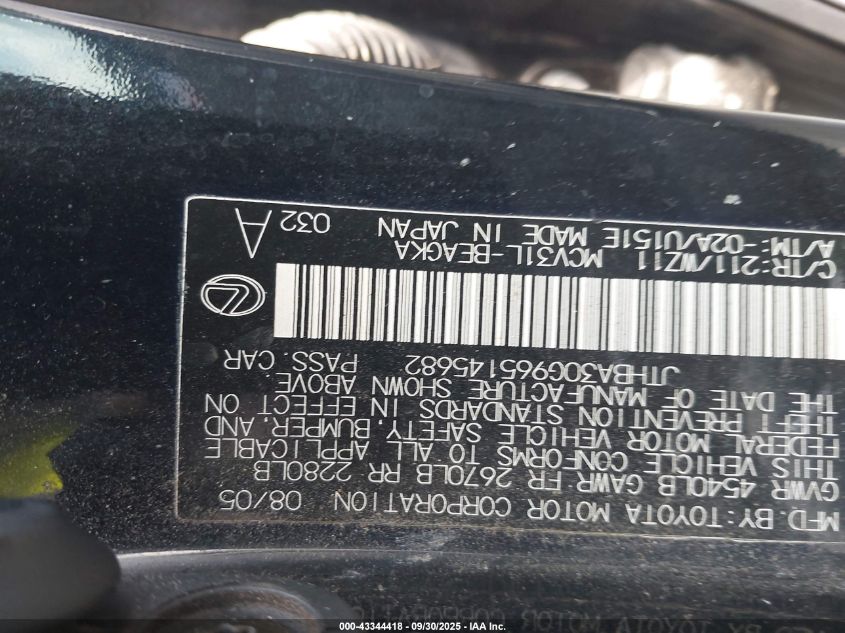 MFD. BY: TOYOTA MOTOR CORPORATION 08/05
GVWR 4540LB GAWR FR 2670LB RR 2280LB
THIS VEHICLE CONFORMS TO ALL APPLICABLE
FEDERAL MOTOR VEHICLE SAFETY, BUMPER, AND
THEFT PREVENTION STANDARDS IN EFFECT ON
THE DATE OF MANUFACTURE SHOWN ABOVE.
JTHBA30G965145682 PASS. CAR
C/TR: 211/WZ11 MCV31L-BEAGKA
A/TM: -02A/U151E MADE IN JAPAN
032 A
000-43344418 - 09/30/2025 - IAA Inc.